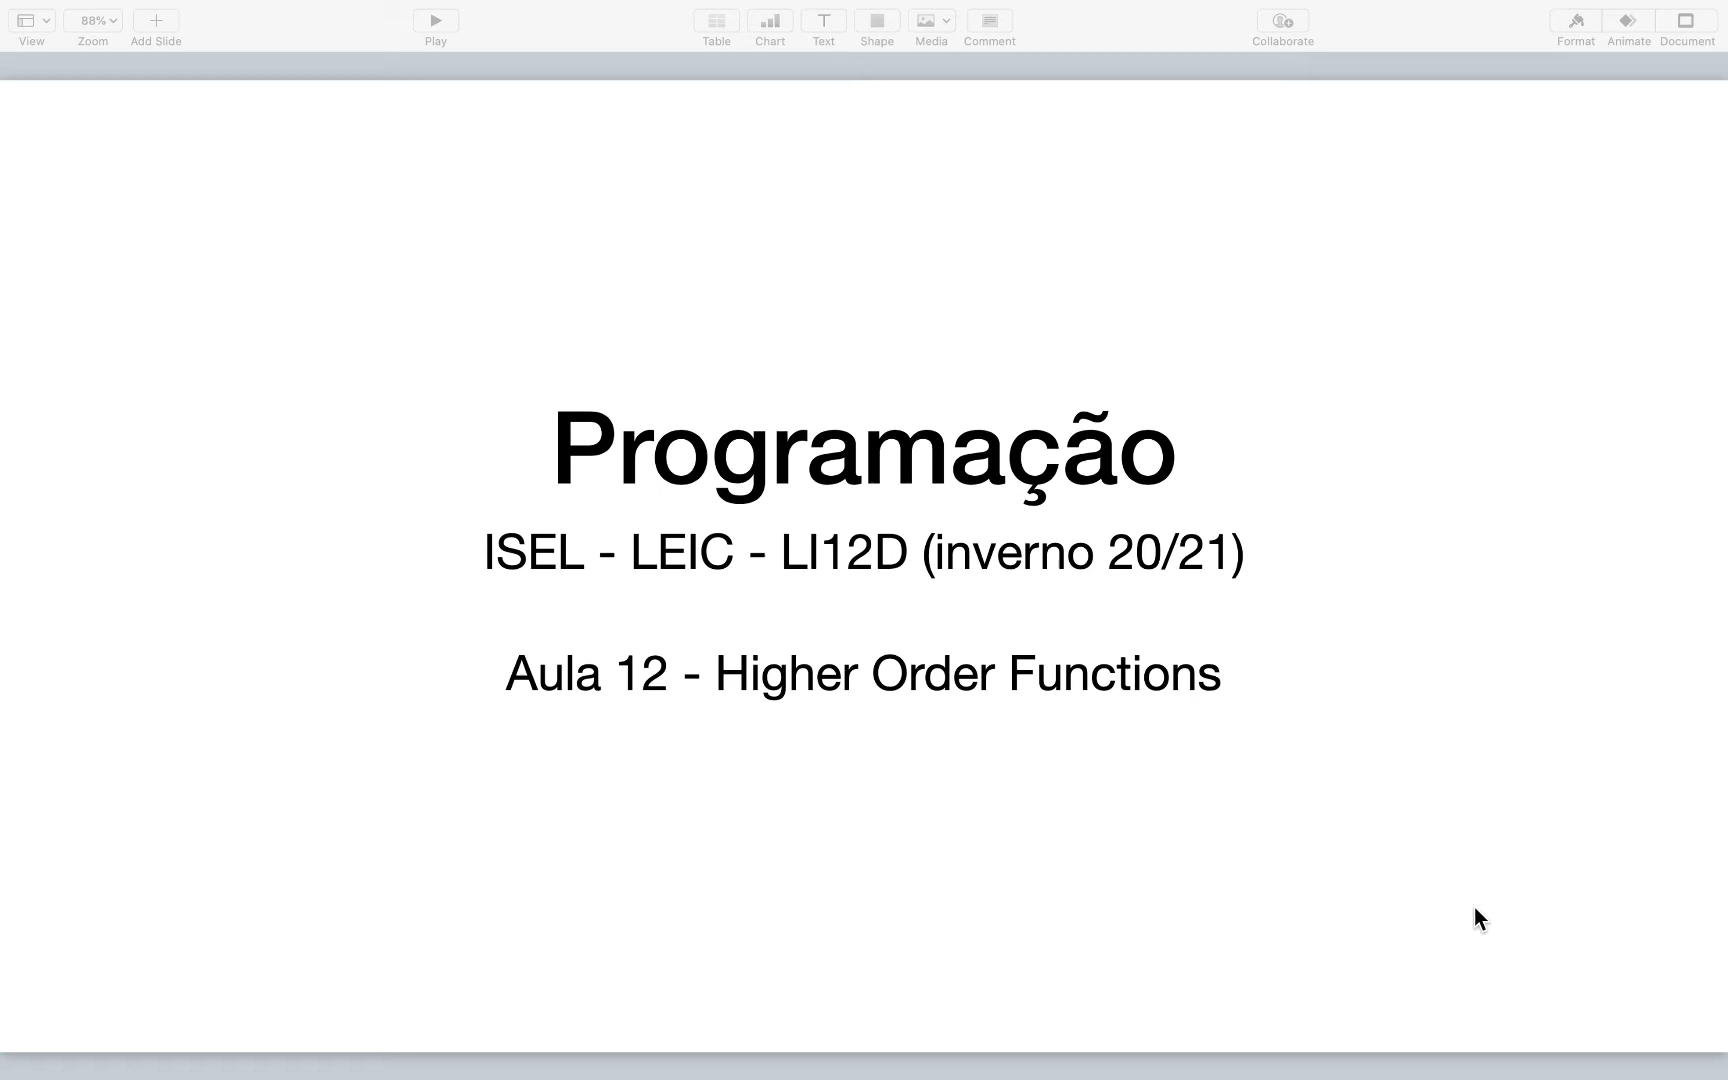 View
88%
Zoom
Add Slide
Play
Table
Chart
Text
Shape
Media
Comment
Collaborate
Format
Animate
Document
Programação
ISEL - LEIC - LI12D (inverno 20/21)
Aula 12 - Higher Order Functions